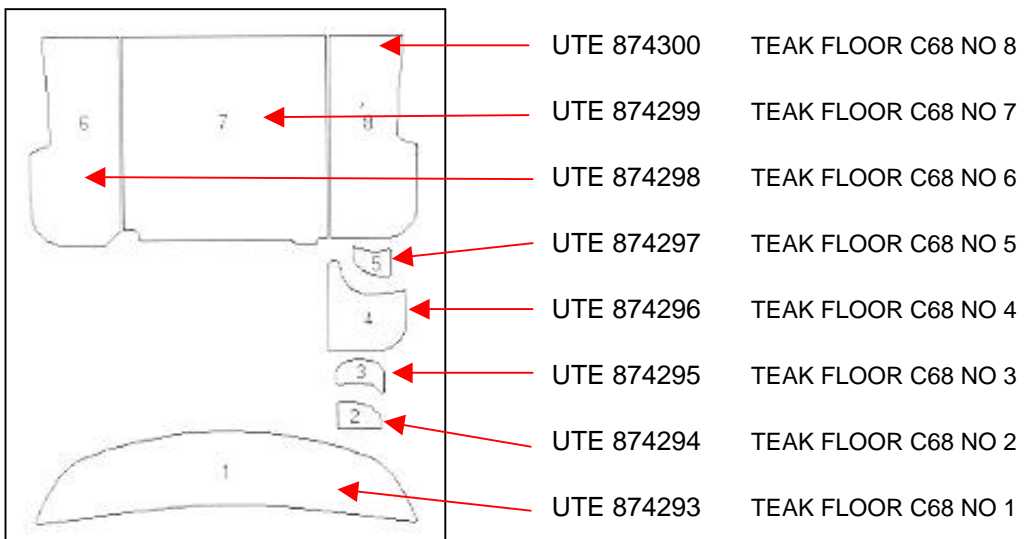 UTE 874300 TEAK FLOOR C68 NO 8
6 7 8 UTE 874299 TEAK FLOOR C68 NO 7
UTE 874298 TEAK FLOOR C68 NO 6
5 UTE 874297 TEAK FLOOR C68 NO 5
4 UTE 874296 TEAK FLOOR C68 NO 4
3 UTE 874295 TEAK FLOOR C68 NO 3
2 UTE 874294 TEAK FLOOR C68 NO 2
1 UTE 874293 TEAK FLOOR C68 NO 1